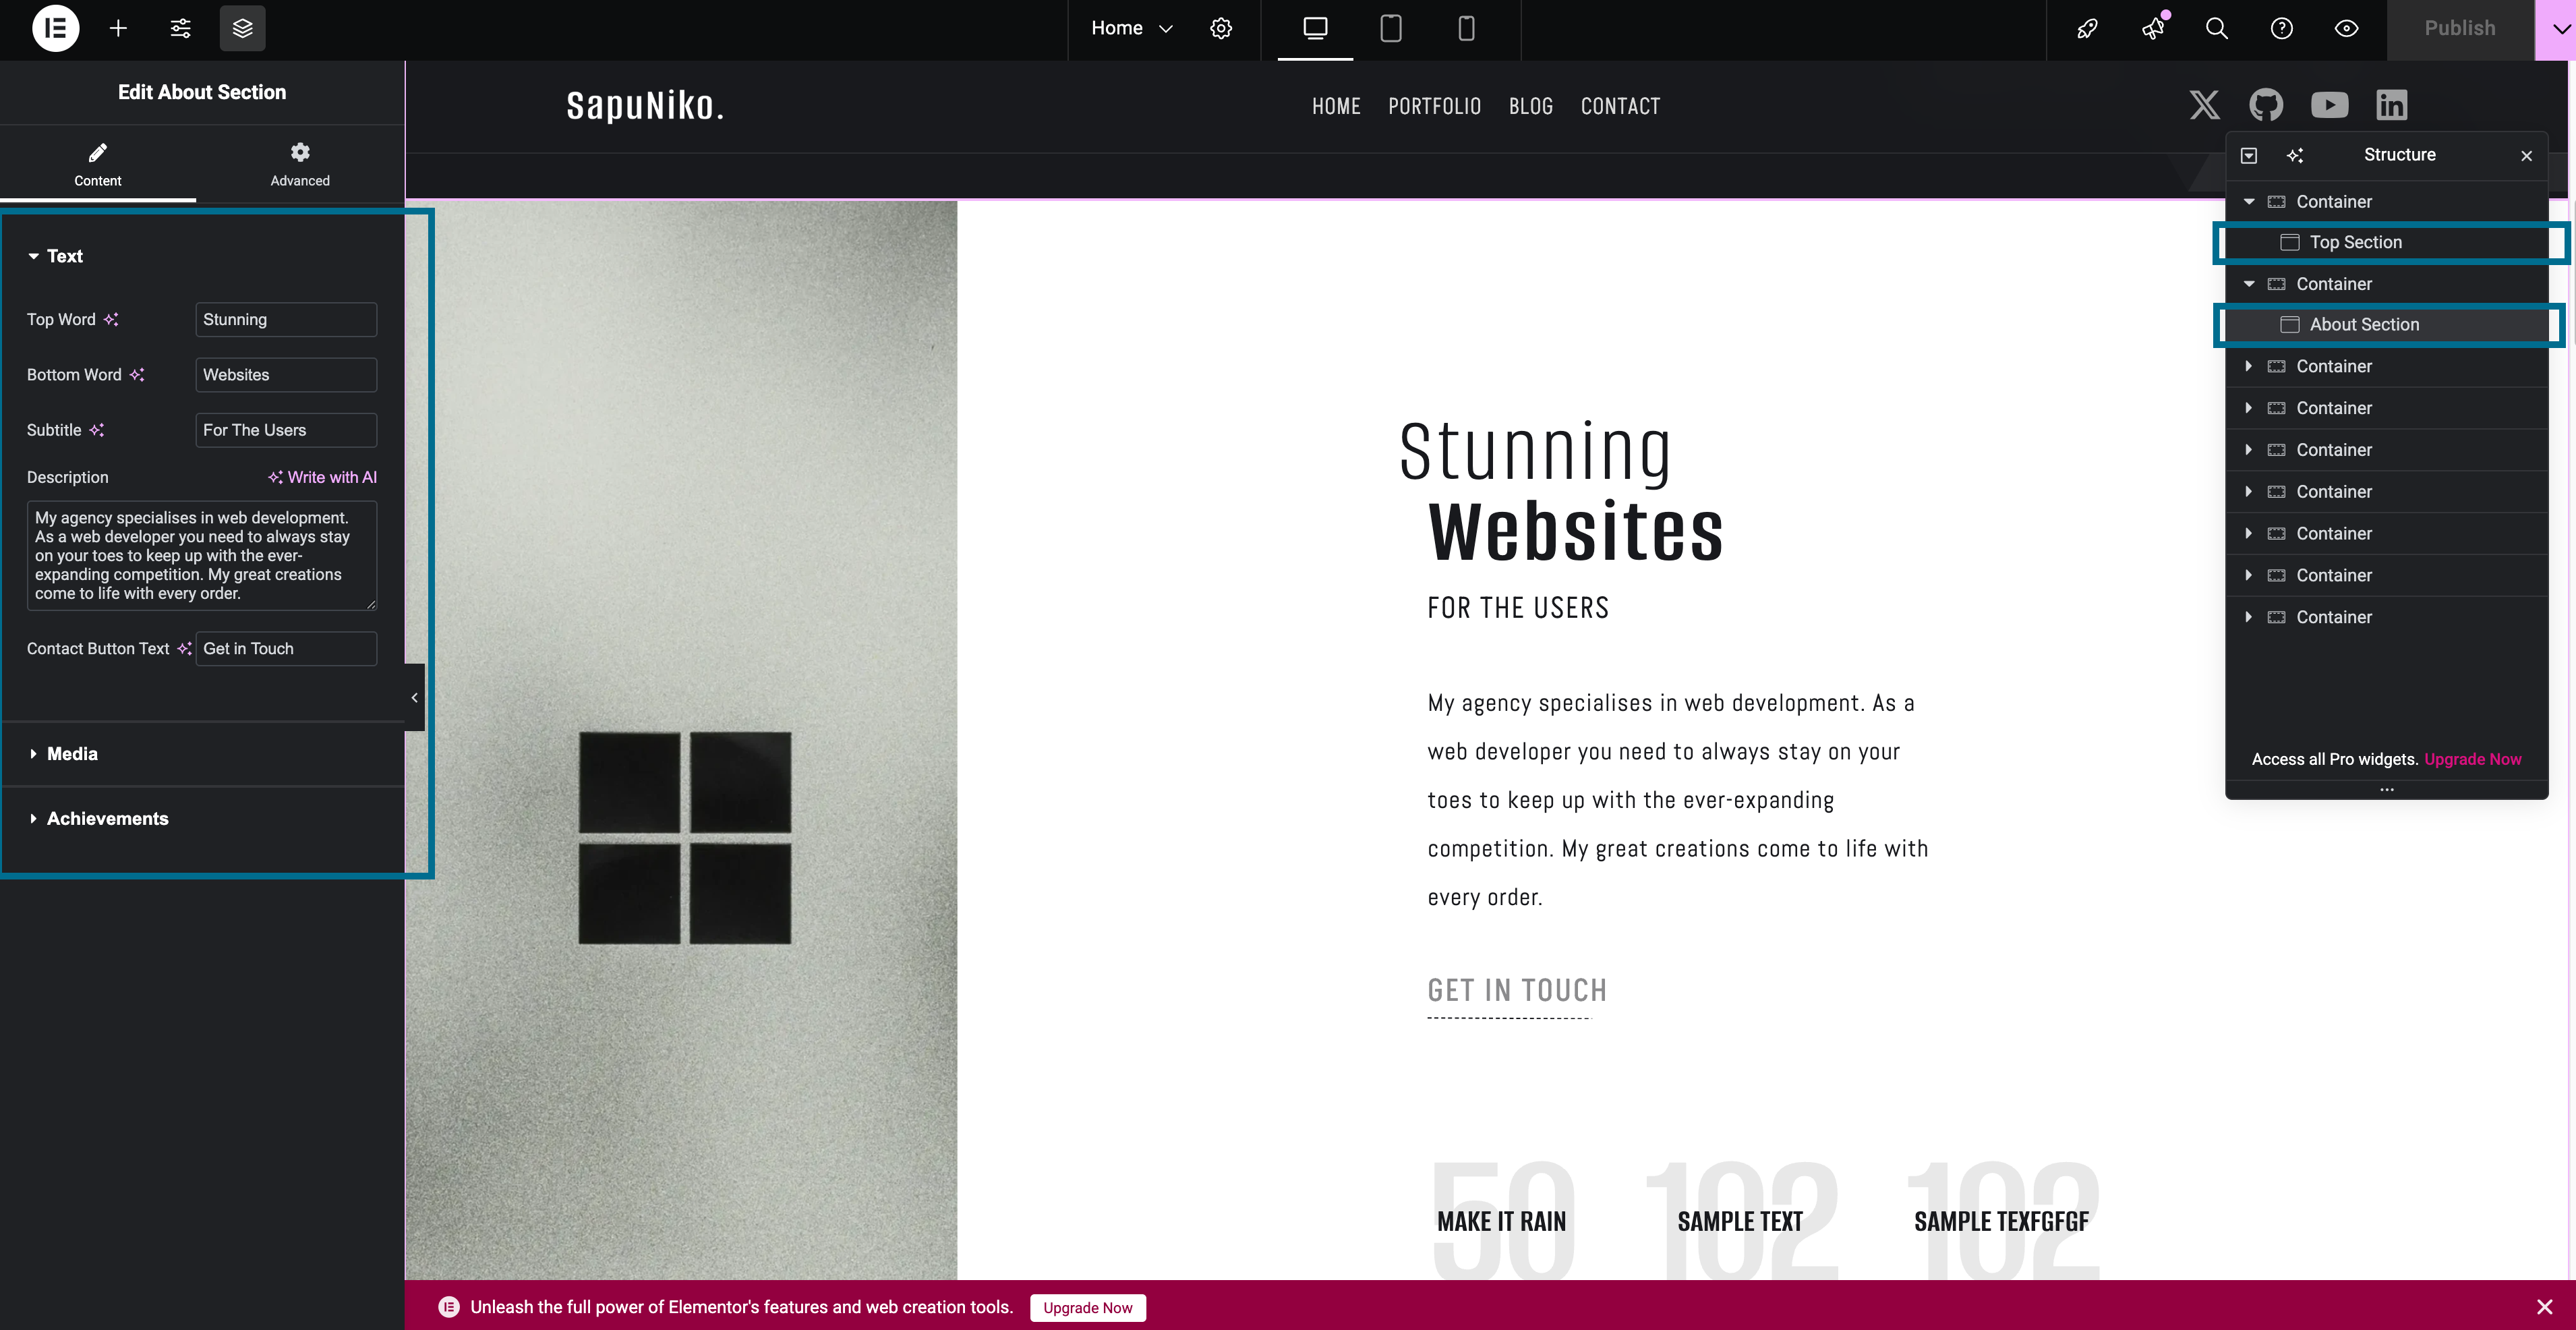 Home
Publish
Edit About Section
Content
Advanced
Text
Top Word
Stunning
Bottom Word
Websites
Subtitle
For The Users
Description
Write with AI
My agency specialises in web development.
As a web developer you need to always stay
on your toes to keep up with the ever-
expanding competition. My great creations
come to life with every order.
Contact Button Text
Get in Touch
Media
Achievements
SapuNiko.
HOME
PORTFOLIO
BLOG
CONTACT
Stunning
Websites
FOR THE USERS
My agency specialises in web development. As a
web developer you need to always stay on your
toes to keep up with the ever-expanding
competition. My great creations come to life with
every order.
GET IN TOUCH
50
MAKE IT RAIN
102
SAMPLE TEXT
102
SAMPLE TEXFGFGF
Structure
Container
Top Section
Container
About Section
Container
Container
Container
Container
Container
Container
Container
Access all Pro widgets. Upgrade Now
Unleash the full power of Elementor's features and web creation tools.
Upgrade Now